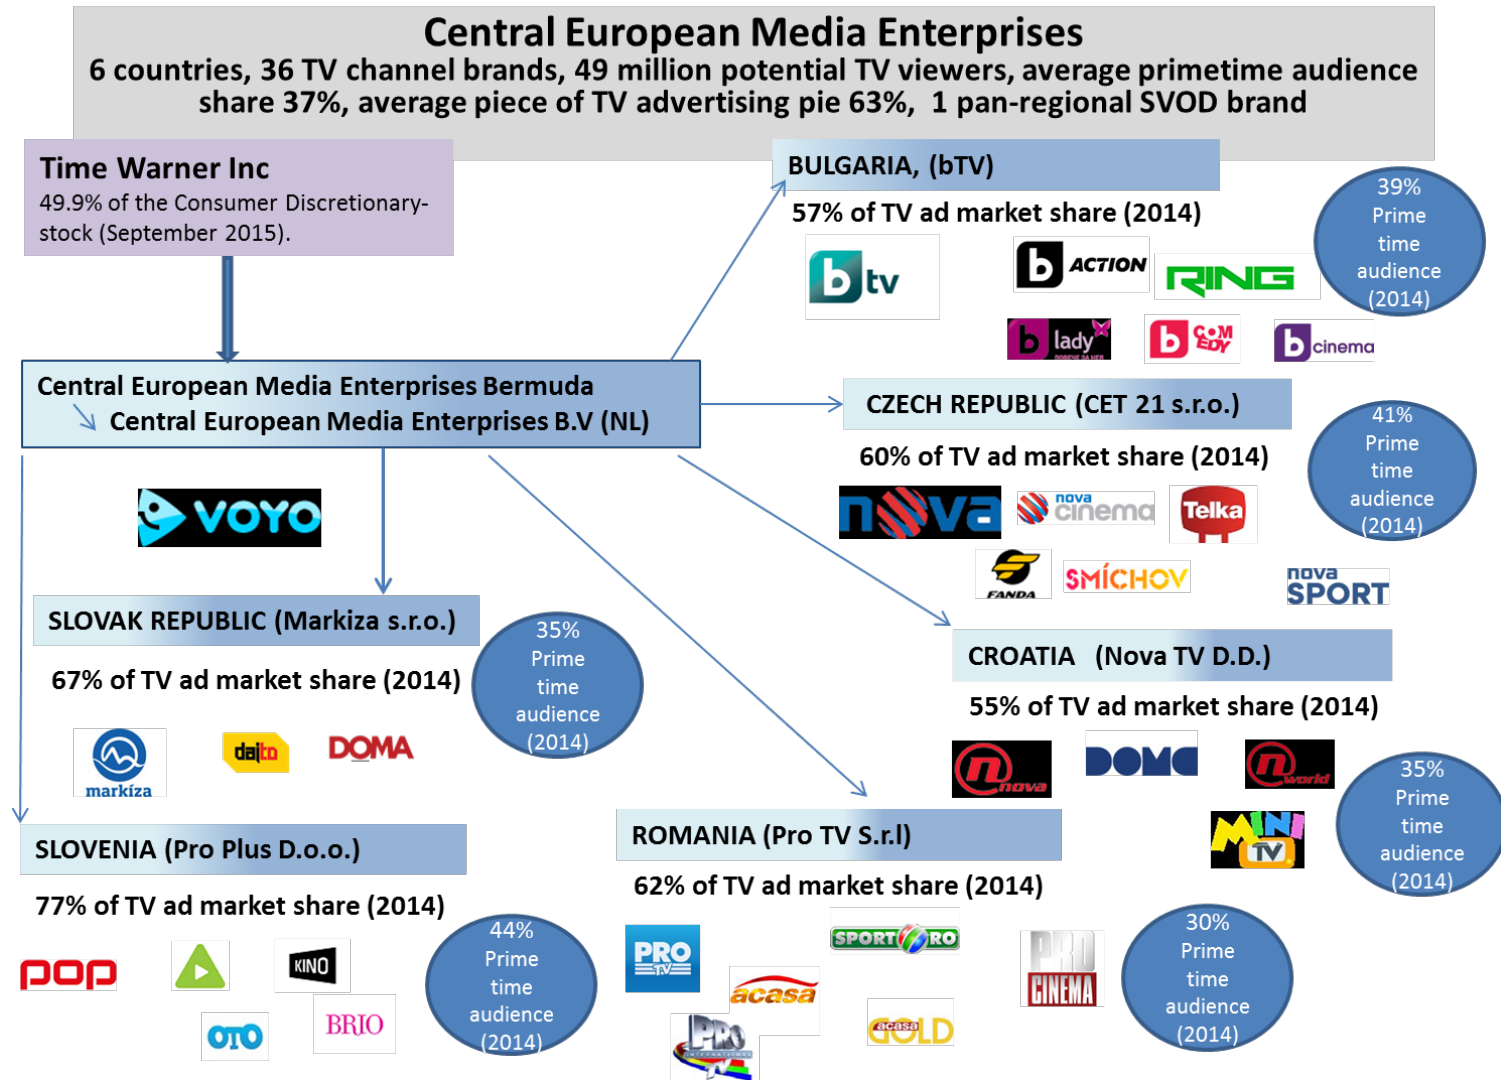 Central European Media Enterprises
6 countries, 36 TV channel brands, 49 million potential TV viewers, average primetime audience
share 37%, average piece of TV advertising pie 63%,  1 pan-regional SVOD brand
Time Warner Inc
49.9% of the Consumer Discretionary-
stock (September 2015).
Central European Media Enterprises Bermuda
Central European Media Enterprises B.V (NL)
VOYO
BULGARIA, (bTV)
57% of TV ad market share (2014)
39%
Prime
time
audience
(2014)
b tv
b ACTION
RING
b lady
b COMEDY
b cinema
CZECH REPUBLIC (CET 21 s.r.o.)
60% of TV ad market share (2014)
41%
Prime
time
audience
(2014)
nova
nova
cinema
Telka
FANDA
SMÍCHOV
nova
SPORT
SLOVAK REPUBLIC (Markiza s.r.o.)
67% of TV ad market share (2014)
35%
Prime
time
audience
(2014)
markíza
dajto
DOMA
CROATIA   (Nova TV D.D.)
55% of TV ad market share (2014)
35%
Prime
time
audience
(2014)
n nova
DOMA
n world
MINI
TV
SLOVENIA (Pro Plus D.o.o.)
77% of TV ad market share (2014)
44%
Prime
time
audience
(2014)
pop
KINO
OTO
BRIO
ROMANIA (Pro TV S.r.l)
62% of TV ad market share (2014)
30%
Prime
time
audience
(2014)
PRO
TV
SPORT RO
PRO
CINEMA
acasa
acasa
GOLD
PRO
INTERNATIONAL
TV